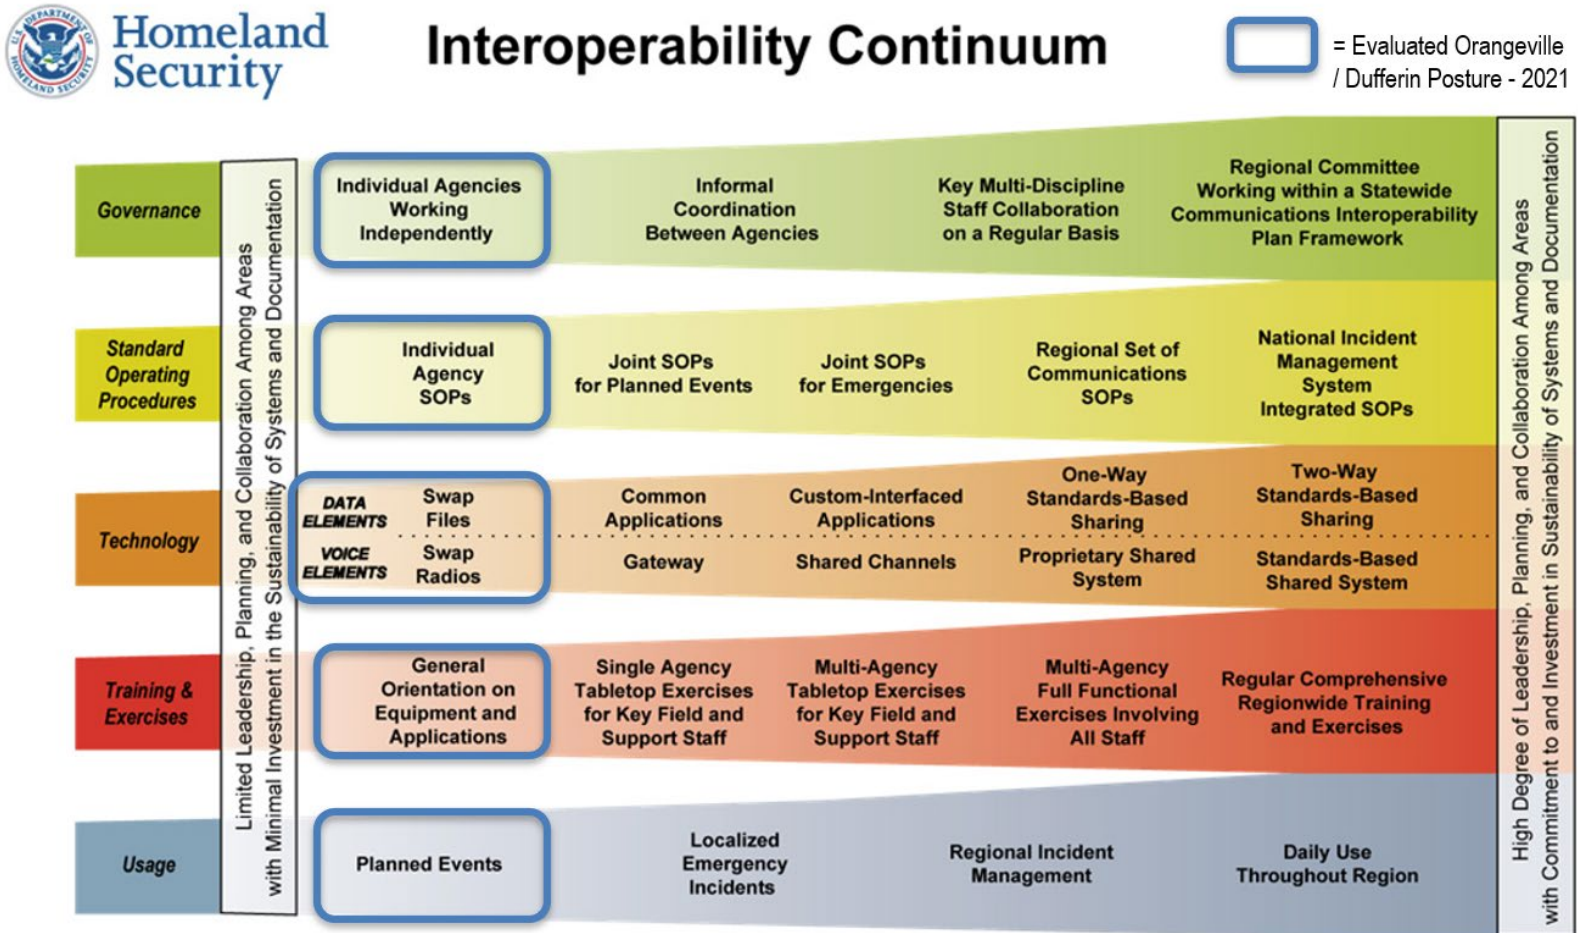 U.S. DEPARTMENT OF
HOMELAND SECURITY
Homeland
Security
Interoperability Continuum
= Evaluated Orangeville
/ Dufferin Posture - 2021
Limited Leadership, Planning, and Collaboration Among Areas
with Minimal Investment in the Sustainability of Systems and Documentation
Governance
Individual Agencies
Working
Independently
Informal
Coordination
Between Agencies
Key Multi-Discipline
Staff Collaboration
on a Regular Basis
Regional Committee
Working within a Statewide
Communications Interoperability
Plan Framework
Standard
Operating
Procedures
Individual
Agency
SOPs
Joint SOPs
for Planned Events
Joint SOPs
for Emergencies
Regional Set of
Communications
SOPs
National Incident
Management
System
Integrated SOPs
Technology
DATA
ELEMENTS
Swap
Files
Common
Applications
Custom-Interfaced
Applications
One-Way
Standards-Based
Sharing
Two-Way
Standards-Based
Sharing
VOICE
ELEMENTS
Swap
Radios
Gateway
Shared Channels
Proprietary Shared
System
Standards-Based
Shared System
Training &
Exercises
General
Orientation on
Equipment and
Applications
Single Agency
Tabletop Exercises
for Key Field and
Support Staff
Multi-Agency
Tabletop Exercises
for Key Field and
Support Staff
Multi-Agency
Full Functional
Exercises Involving
All Staff
Regular Comprehensive
Regionwide Training
and Exercises
Usage
Planned Events
Localized
Emergency
Incidents
Regional Incident
Management
Daily Use
Throughout Region
High Degree of Leadership, Planning, and Collaboration Among Areas
with Commitment to and Investment in Sustainability of Systems and Documentation